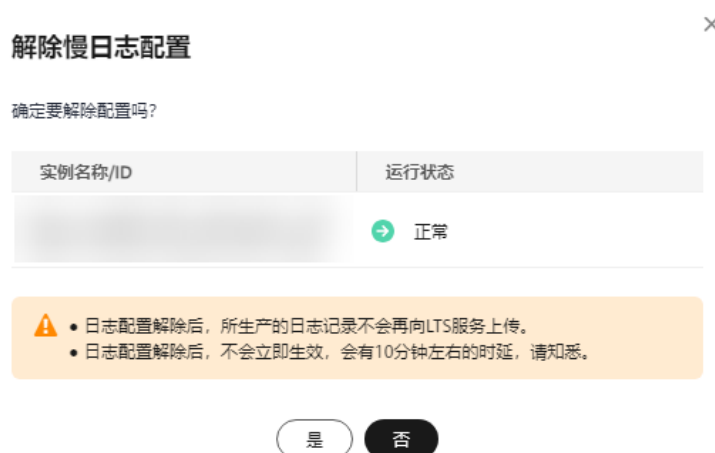 解除慢日志配置
确定要解除配置吗?
实例名称/ID 运行状态
正常
• 日志配置解除后，所生产的日志记录不会再向LTS服务上传。
• 日志配置解除后，不会立即生效，会有10分钟左右的时延，请知悉。
是 否